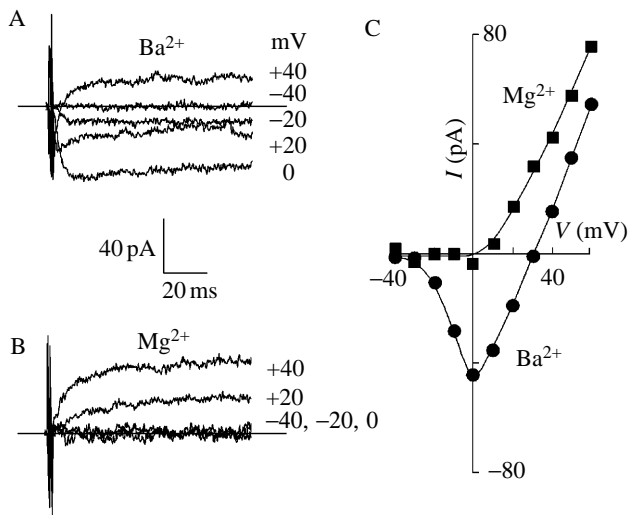 A
Ba²⁺
mV
+40
−40
−20
+20
0
40 pA
20 ms
B
Mg²⁺
+40
+20
−40, −20, 0
C
80
Mg²⁺
I (pA)
V (mV)
−40
40
Ba²⁺
−80